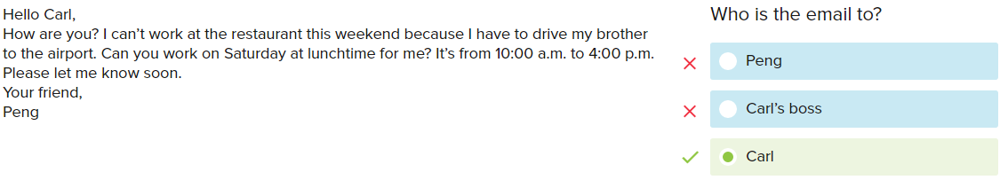 Hello Carl,
How are you? I can’t work at the restaurant this weekend because I have to drive my brother
to the airport. Can you work on Saturday at lunchtime for me? It’s from 10:00 a.m. to 4:00 p.m.
Please let me know soon.
Your friend,
Peng
Who is the email to?
Peng
Carl’s boss
Carl